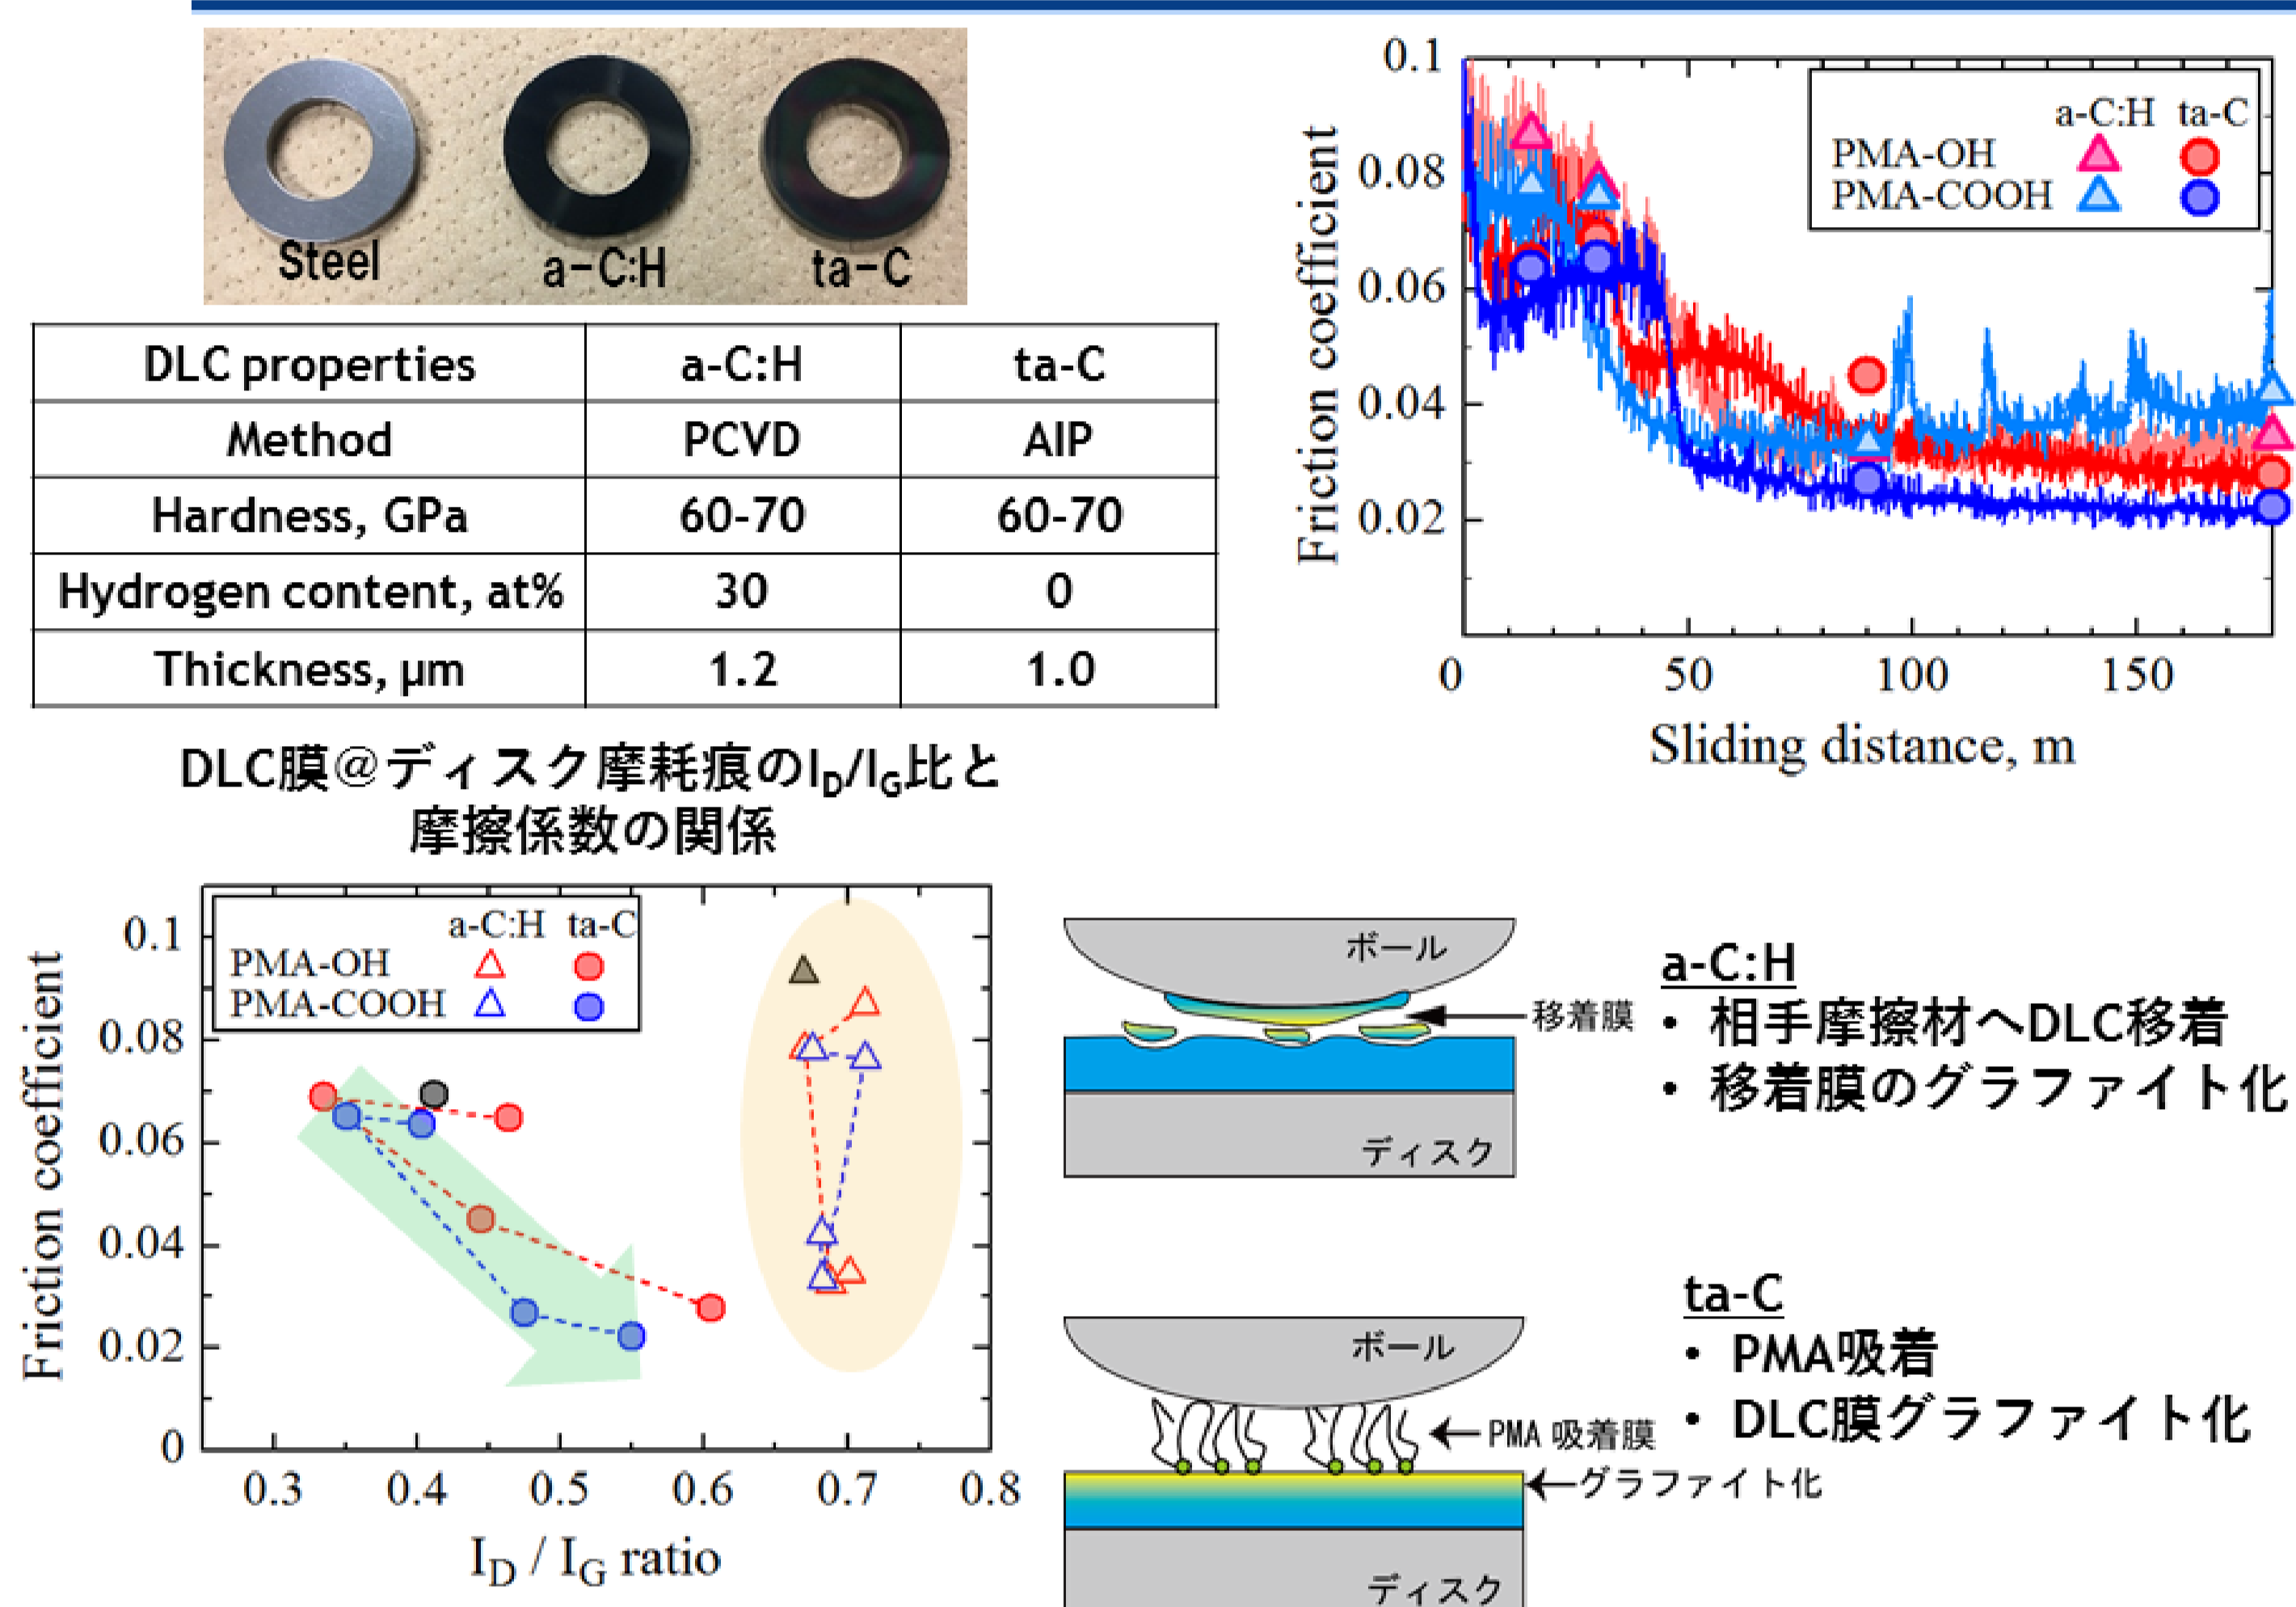 Steel
a-C:H
ta-C
DLC properties a-C:H ta-C
Method PCVD AIP
Hardness, GPa 60-70 60-70
Hydrogen content, at% 30 0
Thickness, μm 1.2 1.0
0.1
0.08
0.06
0.04
0.02
Friction coefficient
a-C:H ta-C
PMA-OH
PMA-COOH
0 50 100 150
Sliding distance, m
DLC膜@ディスク摩耗痕のID/IG比と
摩擦係数の関係
0.1
0.08
0.06
0.04
0.02
0
Friction coefficient
a-C:H ta-C
PMA-OH
PMA-COOH
0.3 0.4 0.5 0.6 0.7 0.8
ID / IG ratio
ボール
移着膜
ディスク
a-C:H
• 相手摩擦材へDLC移着
• 移着膜のグラファイト化
ボール
PMA 吸着膜
グラファイト化
ディスク
ta-C
• PMA吸着
• DLC膜グラファイト化